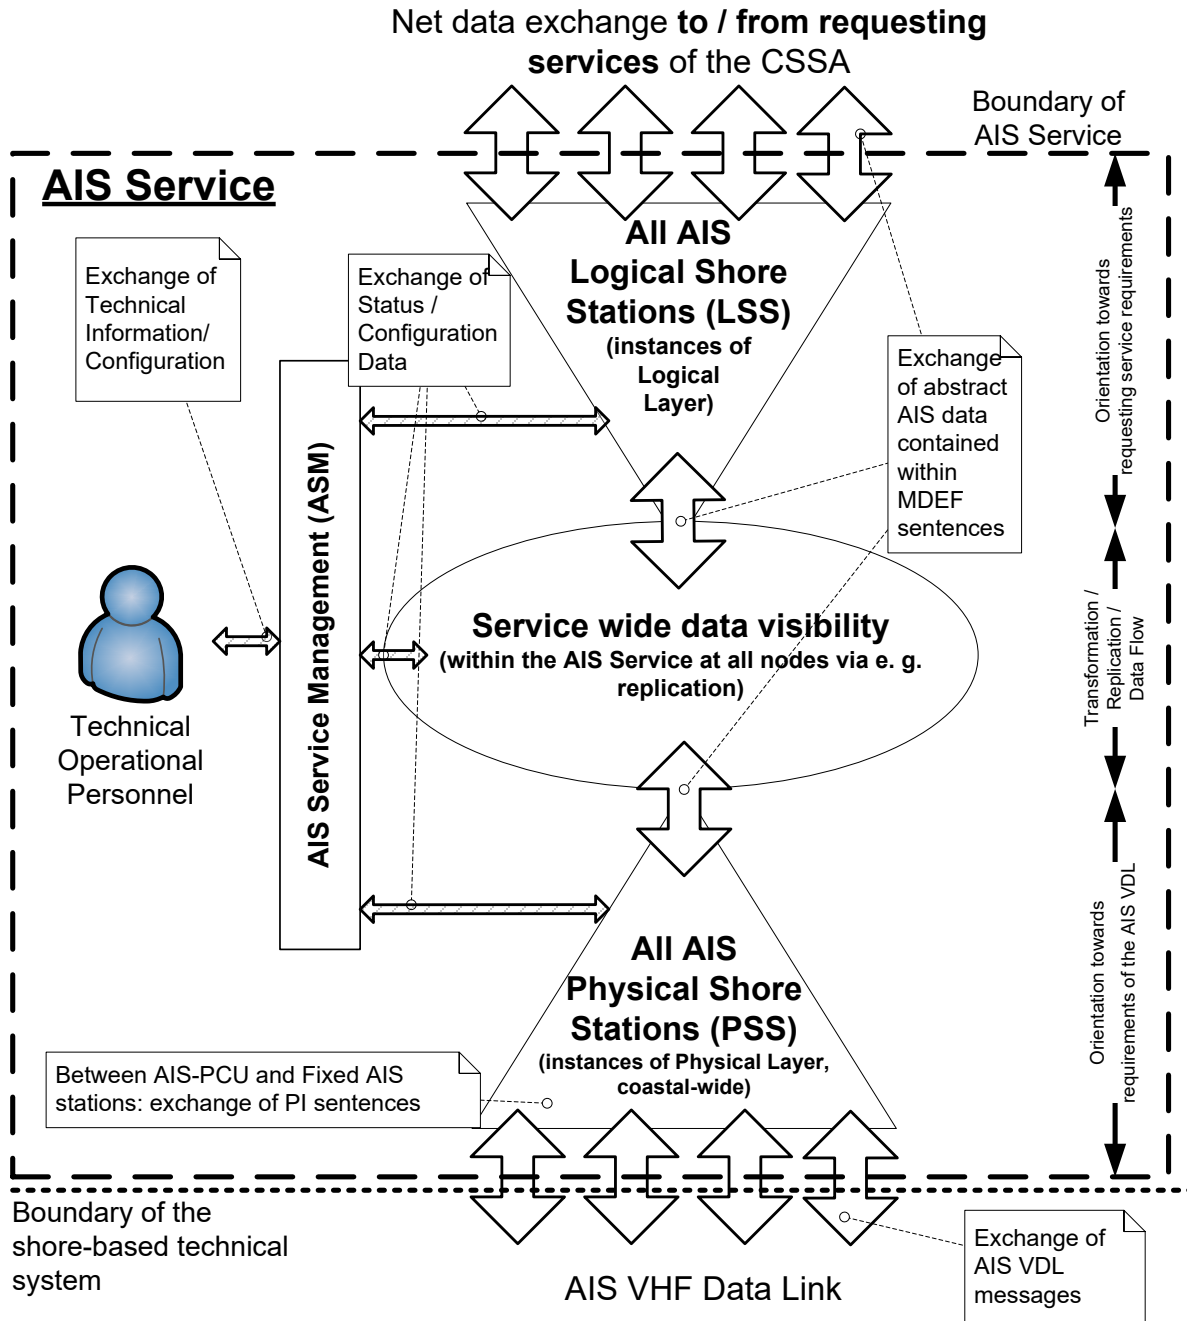 Net data exchange to / from requesting
services of the CSSA
Boundary of
AIS Service
AIS Service
Exchange of
Technical
Information/
Configuration
Exchange of
Status /
Configuration
Data
All AIS
Logical Shore
Stations (LSS)
(instances of
Logical
Layer)
Exchange
of abstract
AIS data
contained
within
MDEF
sentences
Orientation towards
requesting service requirements
AIS Service Management (ASM)
Service wide data visibility
(within the AIS Service at all nodes via e. g.
replication)
Transformation /
Replication /
Data Flow
Technical
Operational
Personnel
All AIS
Physical Shore
Stations (PSS)
(instances of Physical Layer,
coastal-wide)
Orientation towards
requirements of the AIS VDL
Between AIS-PCU and Fixed AIS
stations: exchange of PI sentences
Boundary of the
shore-based technical
system
AIS VHF Data Link
Exchange of
AIS VDL
messages